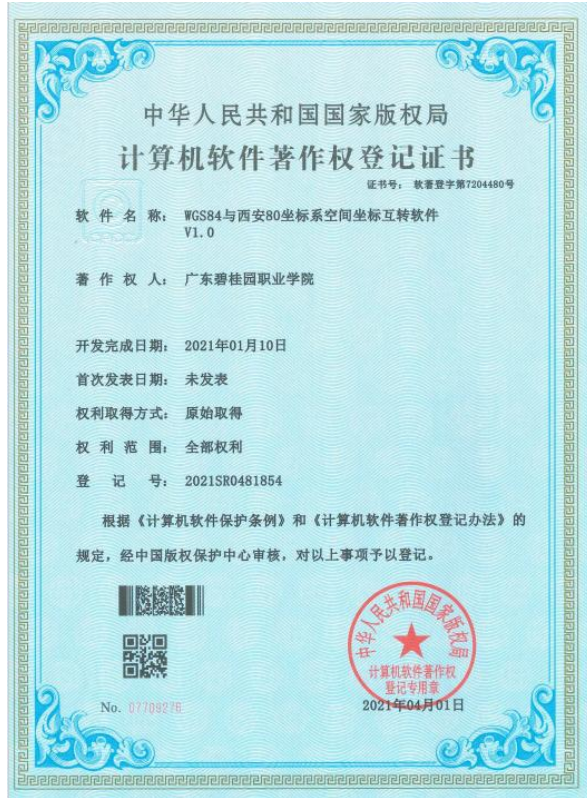 中华人民共和国国家版权局
计算机软件著作权登记证书
证书号： 软著登字第7204480号
软件名称： WGS84与西安80坐标系空间坐标互转软件
V1.0
著作权人： 广东碧桂园职业学院
开发完成日期： 2021年01月10日
首次发表日期： 未发表
权利取得方式： 原始取得
权利范围： 全部权利
登记号： 2021SR0481854
根据《计算机软件保护条例》和《计算机软件著作权登记办法》的
规定，经中国版权保护中心审核，对以上事项予以登记。
中华人民共和国国家版权局
计算机软件著作权
登记专用章
No. 07709276
2021年04月01日